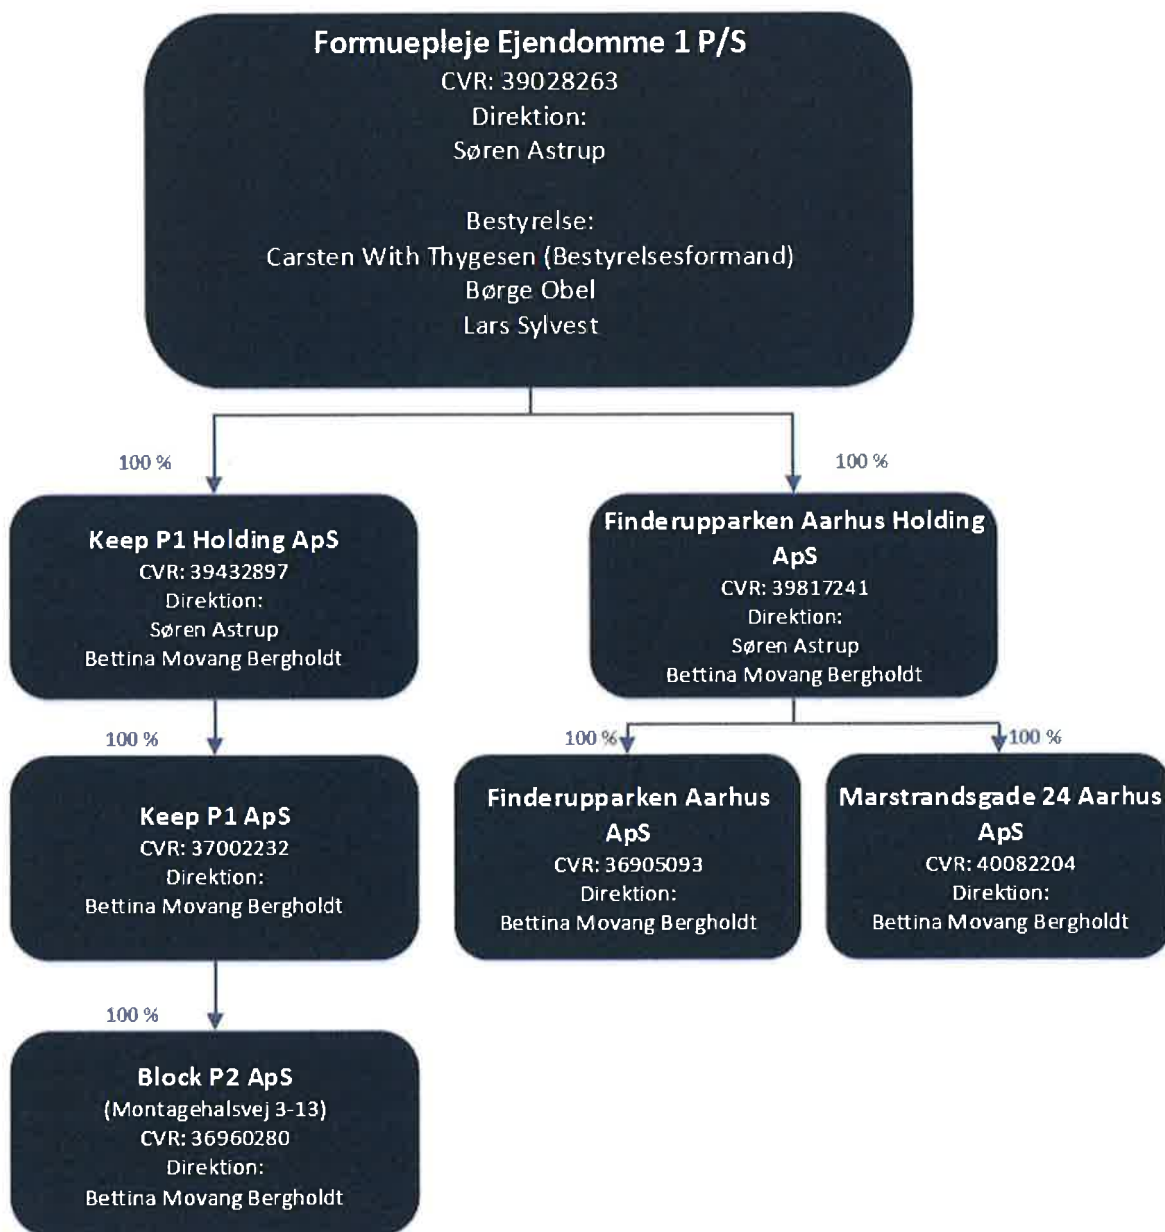 Formuepleje Ejendomme 1 P/S
CVR: 39028263
Direktion:
Søren Astrup
Bestyrelse:
Carsten With Thygesen (Bestyrelsesformand)
Børge Obel
Lars Sylvest
100 %
100 %
Keep P1 Holding ApS
CVR: 39432897
Direktion:
Søren Astrup
Bettina Movang Bergholdt
Finderupparken Aarhus Holding
ApS
CVR: 39817241
Direktion:
Søren Astrup
Bettina Movang Bergholdt
100 %
100 %
100 %
Keep P1 ApS
CVR: 37002232
Direktion:
Bettina Movang Bergholdt
Finderupparken Aarhus
ApS
CVR: 36905093
Direktion:
Bettina Movang Bergholdt
Marstrandsgade 24 Aarhus
ApS
CVR: 40082204
Direktion:
Bettina Movang Bergholdt
100 %
Block P2 ApS
(Montagehalsvej 3-13)
CVR: 36960280
Direktion:
Bettina Movang Bergholdt